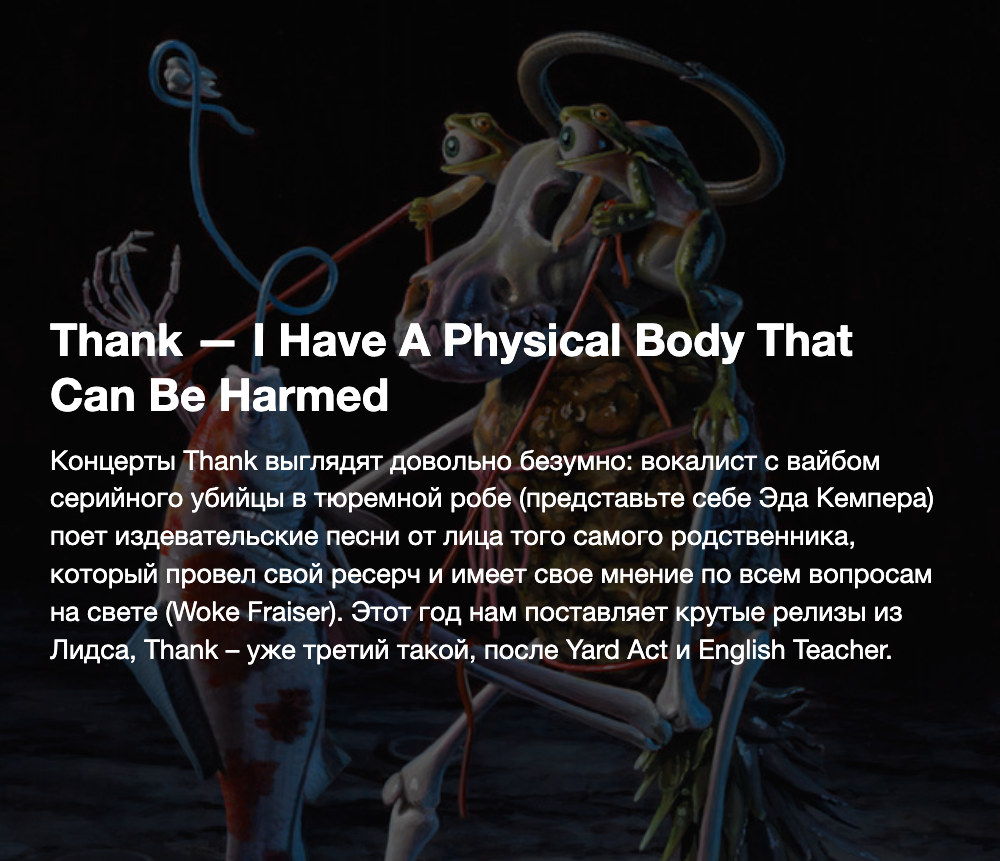 Thank — I Have A Physical Body That
Can Be Harmed
Концерты Thank выглядят довольно безумно: вокалист с вайбом
серийного убийцы в тюремной робе (представьте себе Эда Кемпера)
поет издевательские песни от лица того самого родственника,
который провел свой ресерч и имеет свое мнение по всем вопросам
на свете (Woke Fraiser). Этот год нам поставляет крутые релизы из
Лидса, Thank – уже третий такой, после Yard Act и English Teacher.